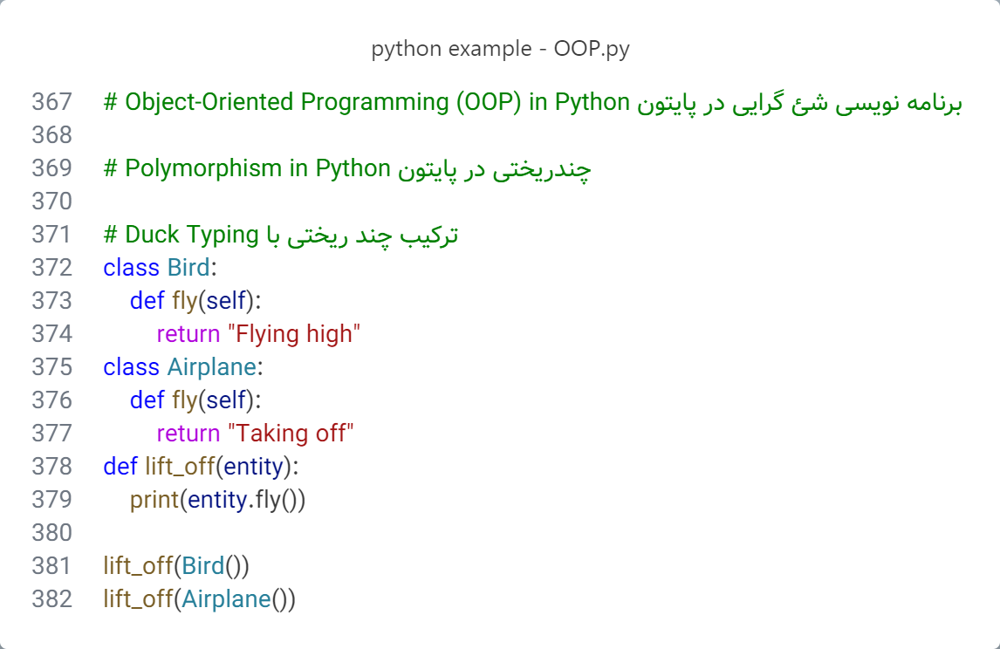 python example - OOP.py
367 # Object-Oriented Programming (OOP) in Python برنامه نویسی شئ گرایی در پایتون
368
369 # Polymorphism in Python چندریختی در پایتون
370
371 # Duck Typing ترکیب چند ریختی با
372 class Bird:
373     def fly(self):
374         return "Flying high"
375 class Airplane:
376     def fly(self):
377         return "Taking off"
378 def lift_off(entity):
379     print(entity.fly())
380
381 lift_off(Bird())
382 lift_off(Airplane())